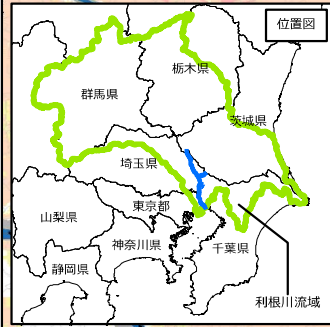 位置図
栃木県
群馬県
茨城県
埼玉県
東京都
山梨県
神奈川県
千葉県
静岡県
利根川流域